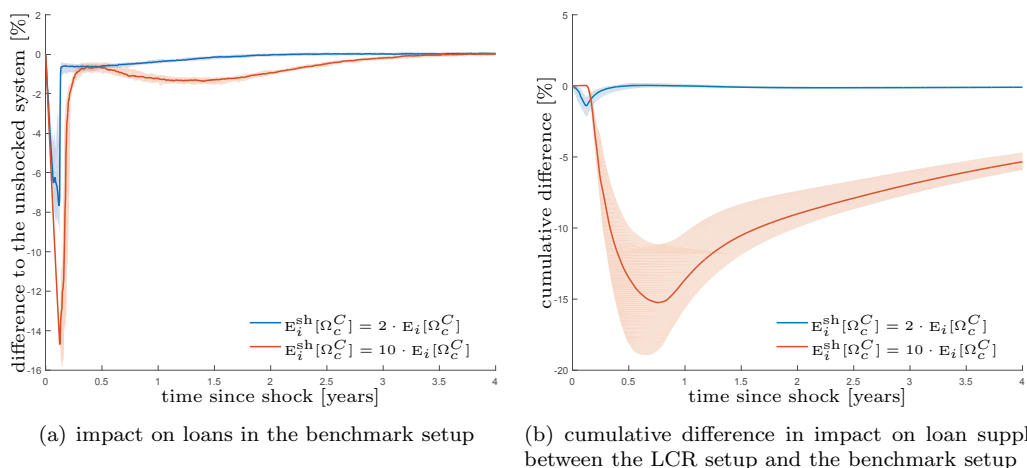 difference to the unshocked system [%]
2
0
-2
-4
-6
-8
-10
-12
-14
-16
E_i^sh[Ω_c^C] = 2 · E_i[Ω_c^C]
E_i^sh[Ω_c^C] = 10 · E_i[Ω_c^C]
0 0.5 1 1.5 2 2.5 3 3.5 4
time since shock [years]
(a) impact on loans in the benchmark setup
cumulative difference [%]
5
0
-5
-10
-15
-20
E_i^sh[Ω_c^C] = 2 · E_i[Ω_c^C]
E_i^sh[Ω_c^C] = 10 · E_i[Ω_c^C]
0 0.5 1 1.5 2 2.5 3 3.5 4
time since shock [years]
(b) cumulative difference in impact on loan suppl
between the LCR setup and the benchmark setup